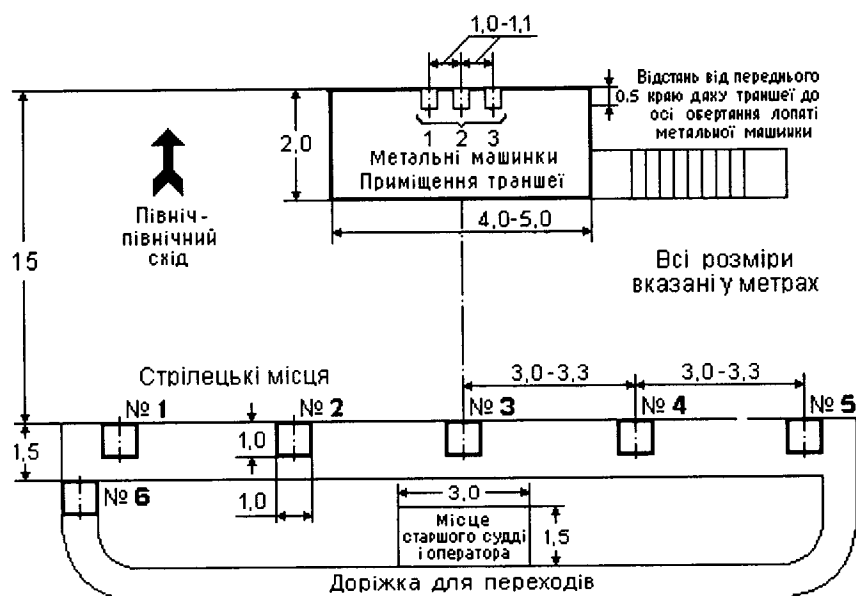 1,0-1,1
Відстань від переднього
0.5 краю даху траншеї до
осі обертання лопаті
метальної машинки
1 2 3
2,0
Метальні машинки
Приміщення траншеї
Північ-
північний
схід
4,0-5,0
15
Всі розміри
вказані у метрах
Стрілецькі місця
3,0-3,3 3,0-3,3
№ 1 № 2 № 3 № 4 № 5
1,5
1,0
№ 6
1,0
3,0
Місце
старшого судді
і оператора
1,5
Доріжка для переходів